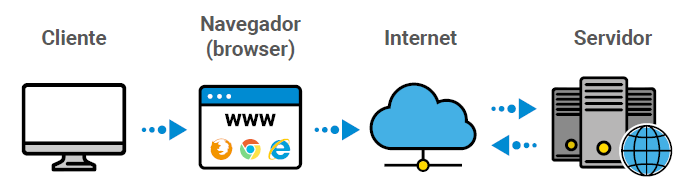 Cliente
Navegador
(browser)
Internet
Servidor
www